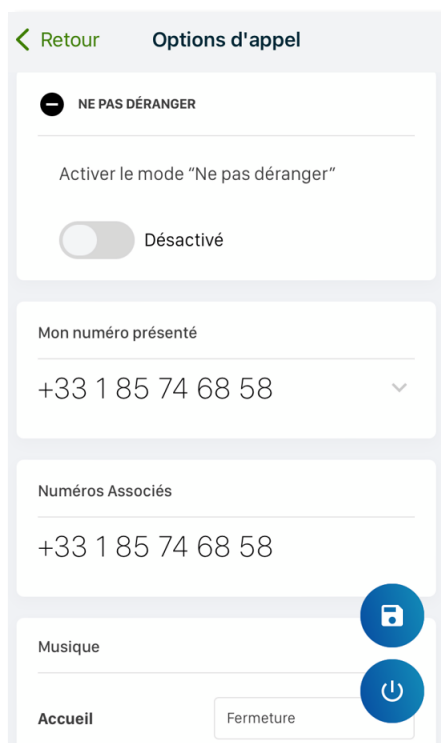 Retour Options d'appel
NE PAS DÉRANGER
Activer le mode “Ne pas déranger”
Désactivé
Mon numéro présenté
+33 1 85 74 68 58
Numéros Associés
+33 1 85 74 68 58
Musique
Accueil Fermeture